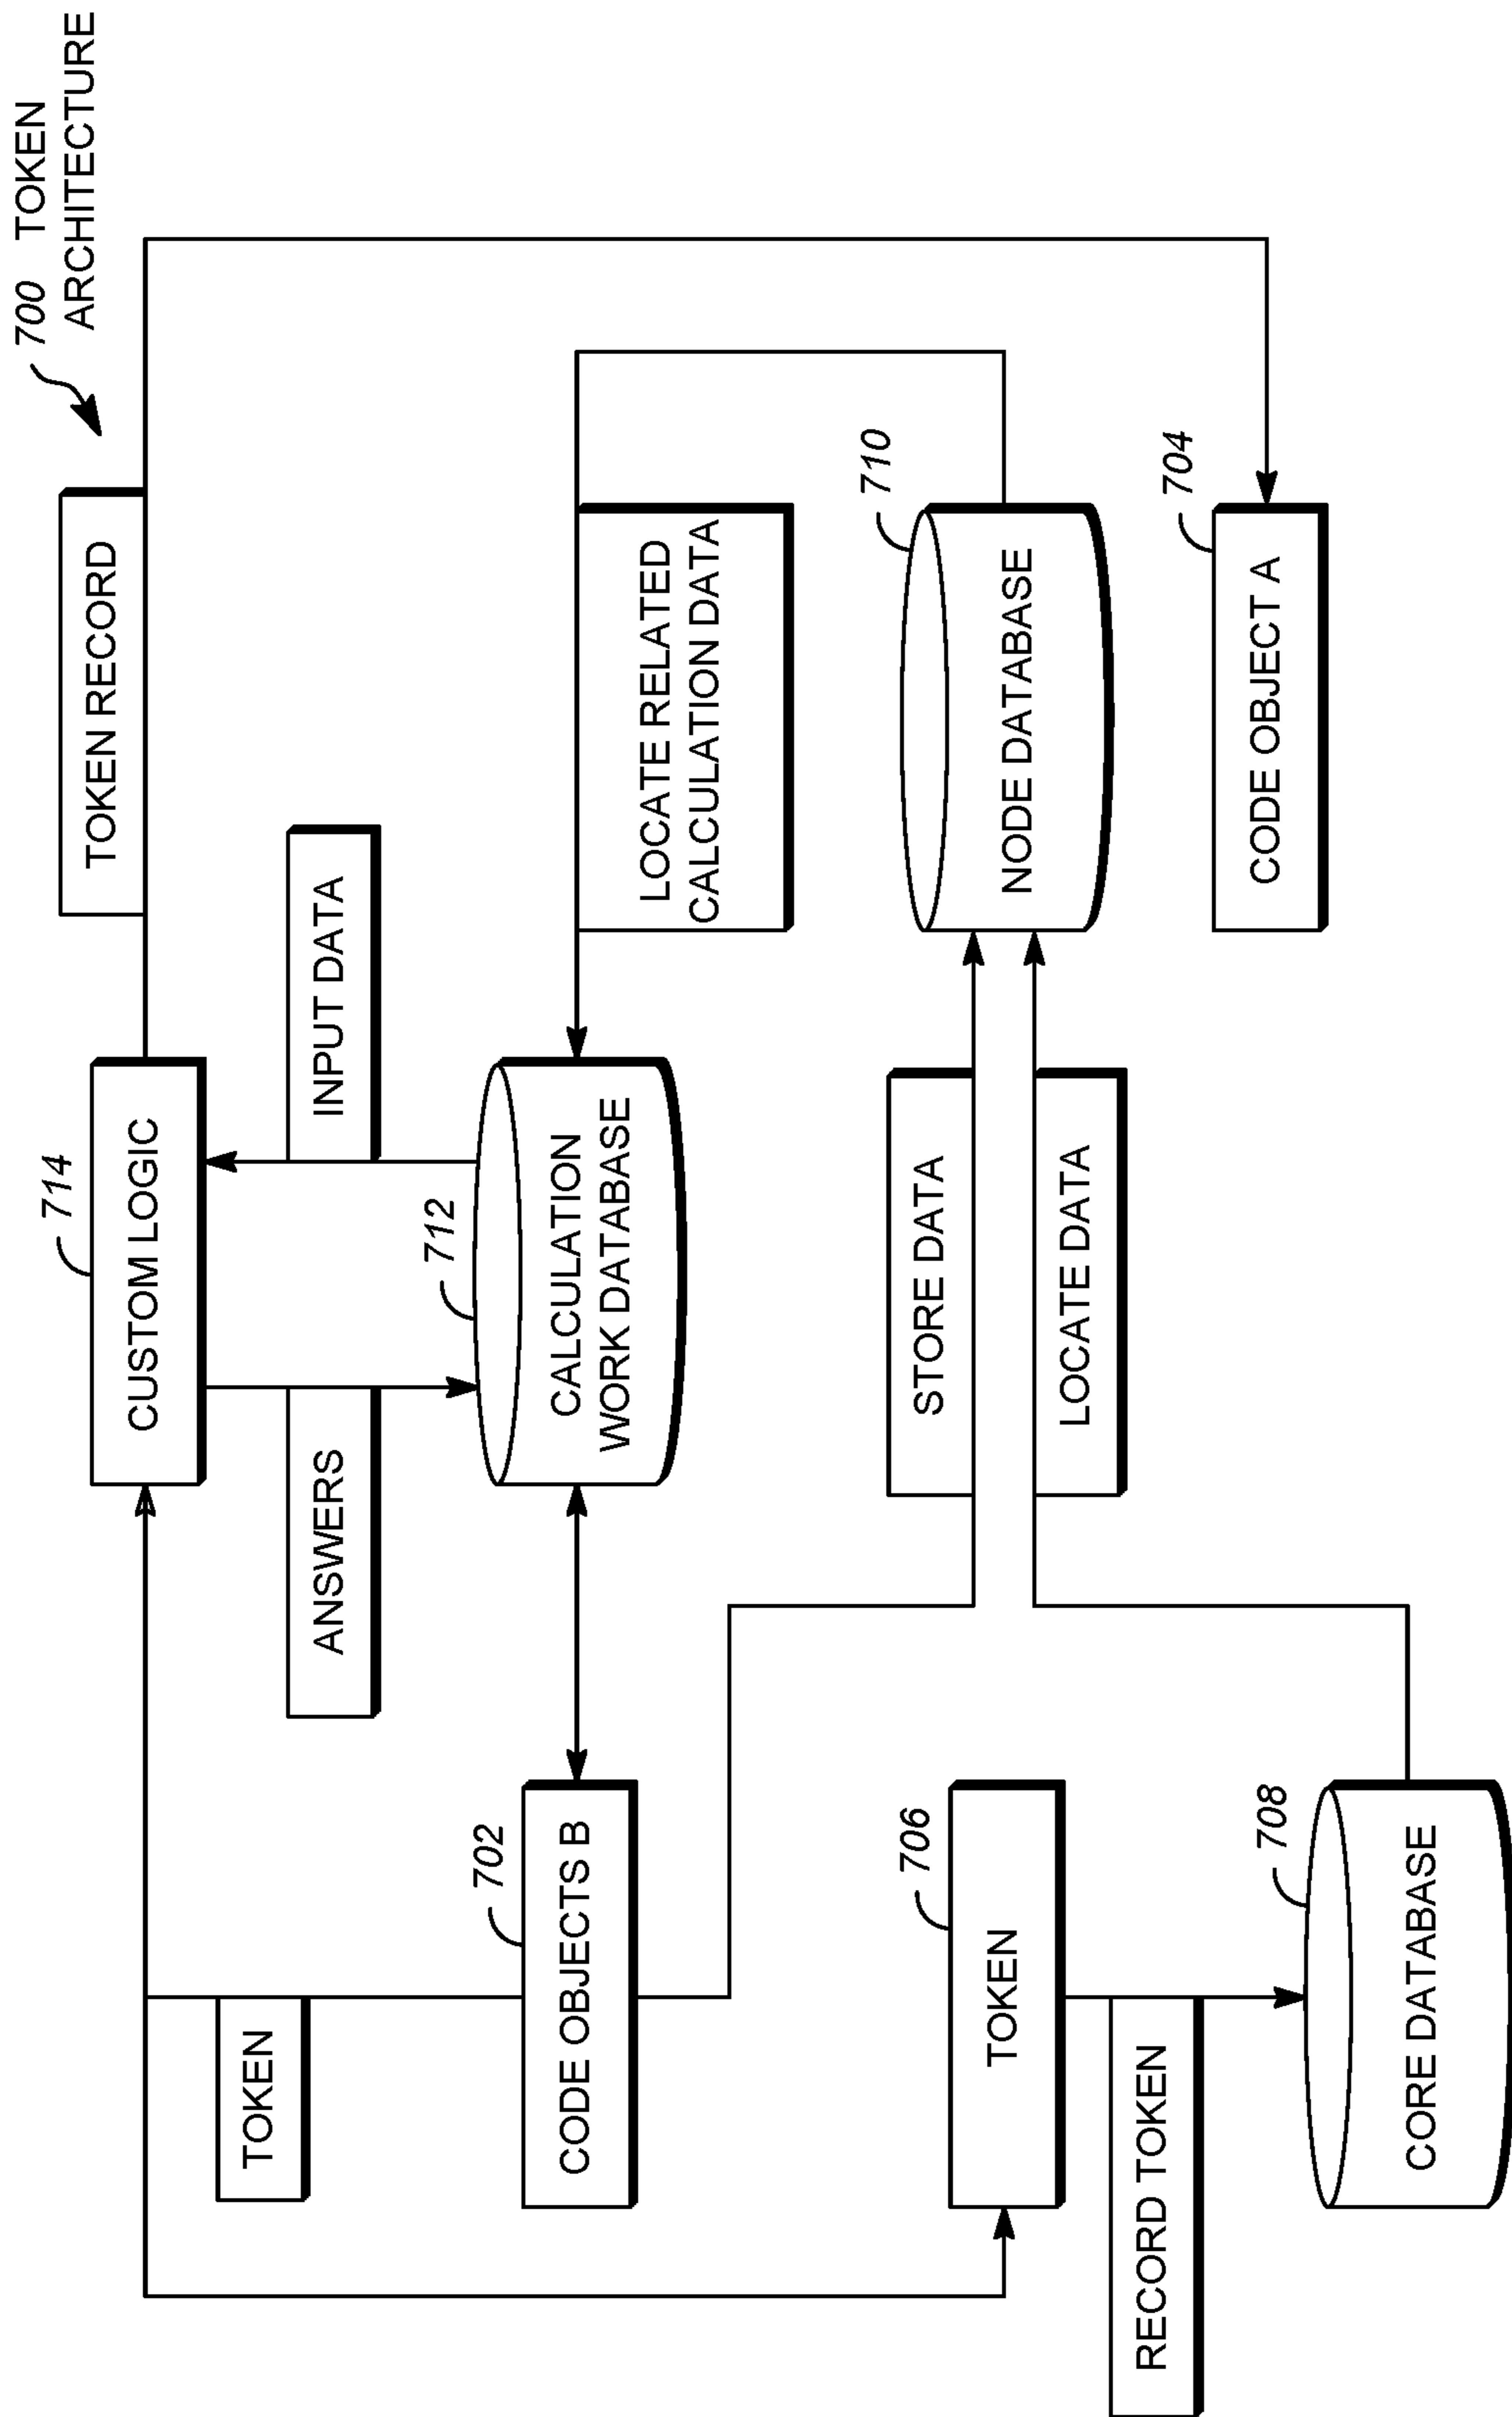 700 TOKEN
ARCHITECTURE
TOKEN RECORD
714
CUSTOM LOGIC
TOKEN
ANSWERS
INPUT DATA
702
CODE OBJECTS B
712
CALCULATION
WORK DATABASE
LOCATE RELATED
CALCULATION DATA
706
TOKEN
STORE DATA
LOCATE DATA
710
NODE DATABASE
RECORD TOKEN
708
CORE DATABASE
704
CODE OBJECT A